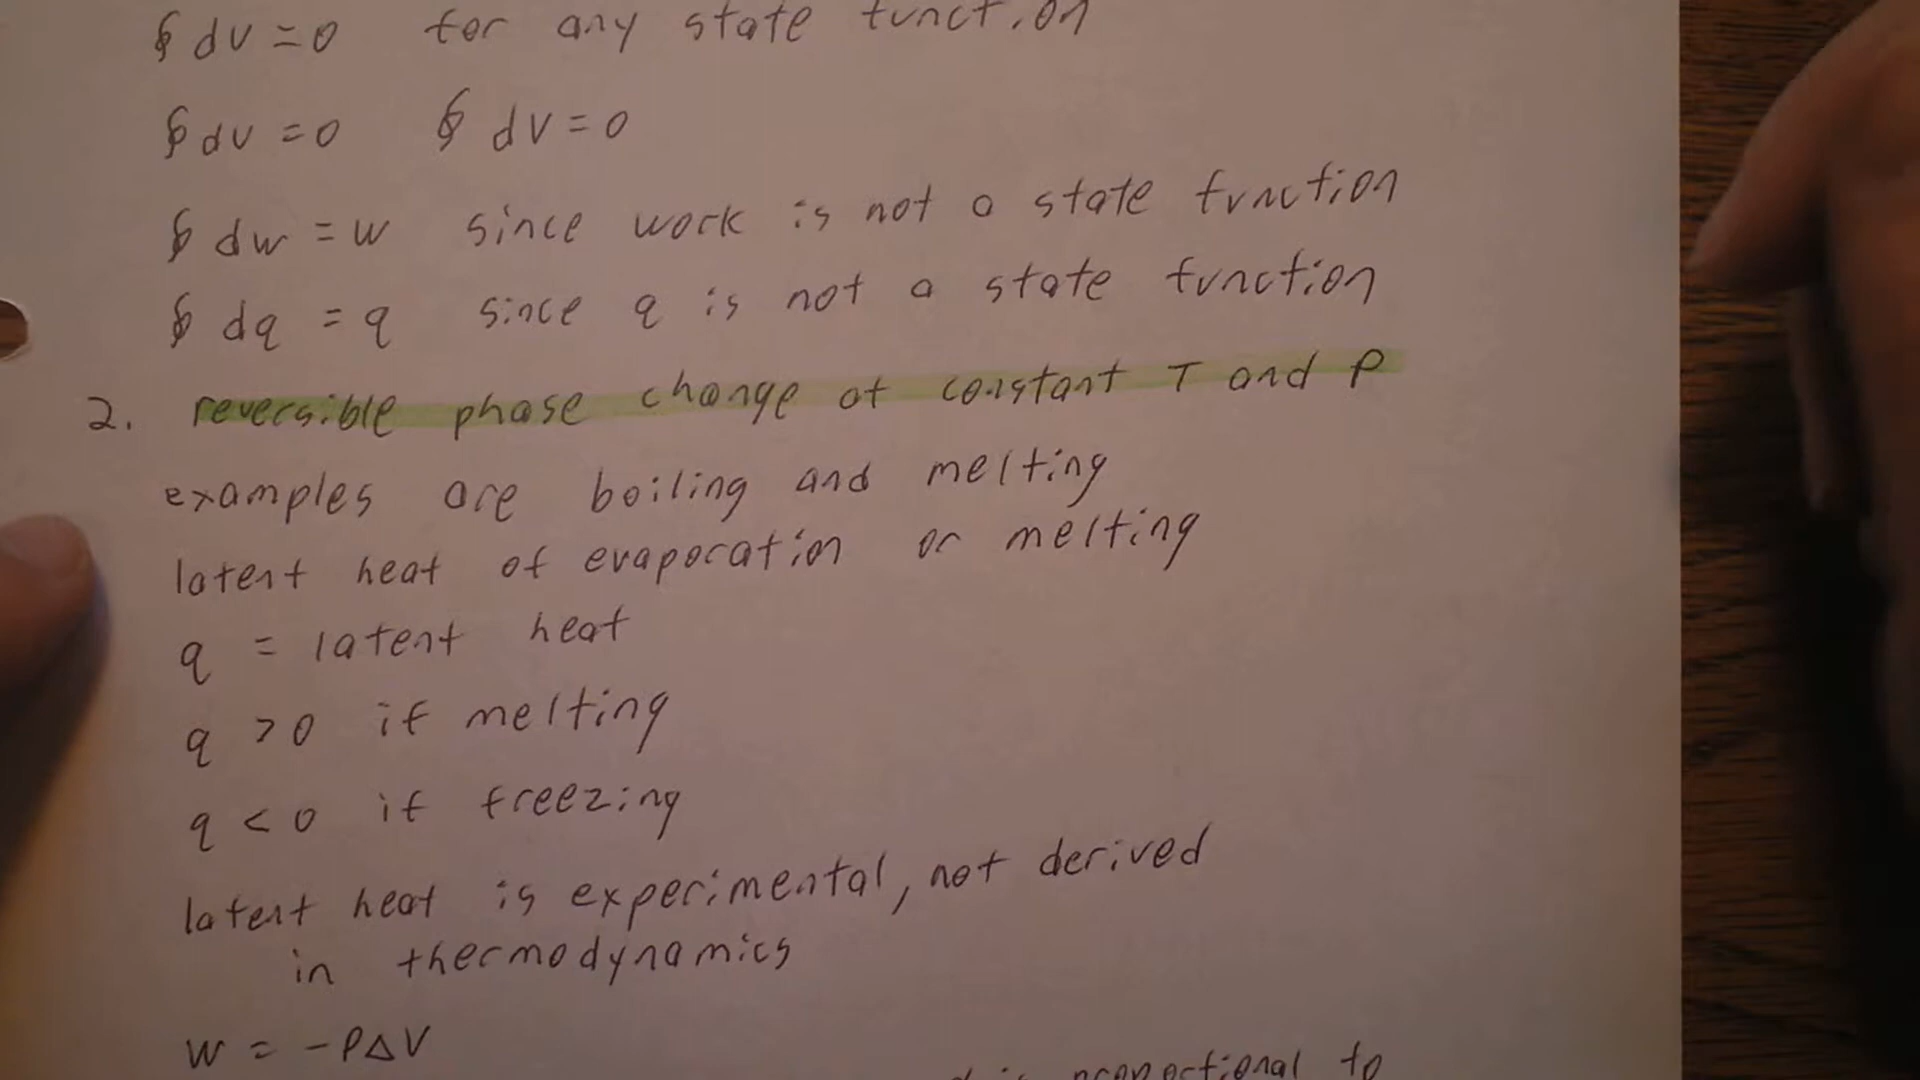 ∮ dU = 0 for any state function
∮ dU = 0 ∮ dV = 0
∮ dw = w since work is not a state function
∮ dq = q since q is not a state function
2. reversible phase change at constant T and P
examples are boiling and melting
latent heat of evaporation or melting
q = latent heat
q > 0 if melting
q < 0 if freezing
latent heat is experimental, not derived
in thermodynamics
w = -PΔV
is proportional to